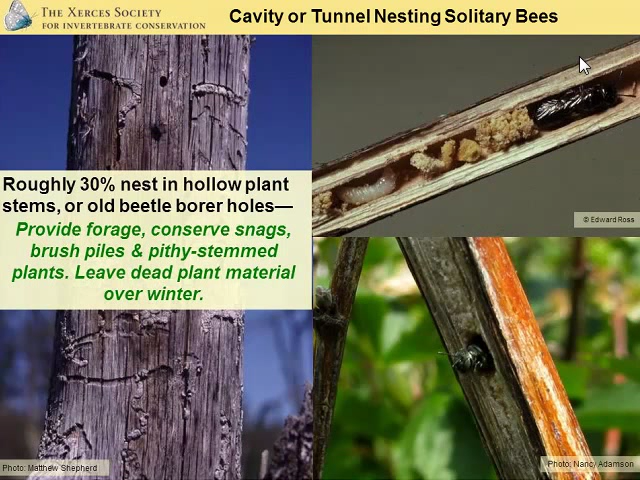 THE XERCES SOCIETY
FOR INVERTEBRATE CONSERVATION
Cavity or Tunnel Nesting Solitary Bees
Roughly 30% nest in hollow plant
stems, or old beetle borer holes—
Provide forage, conserve snags,
brush piles & pithy-stemmed
plants. Leave dead plant material
over winter.
© Edward Ross
Photo: Matthew Shepherd
Photo: Nancy Adamson